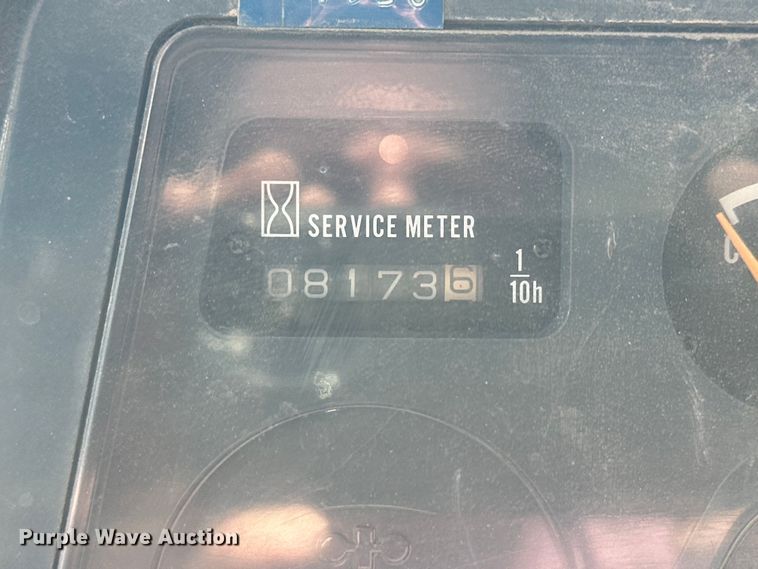 SERVICE METER
081736
1
10h
C
Purple Wave Auction